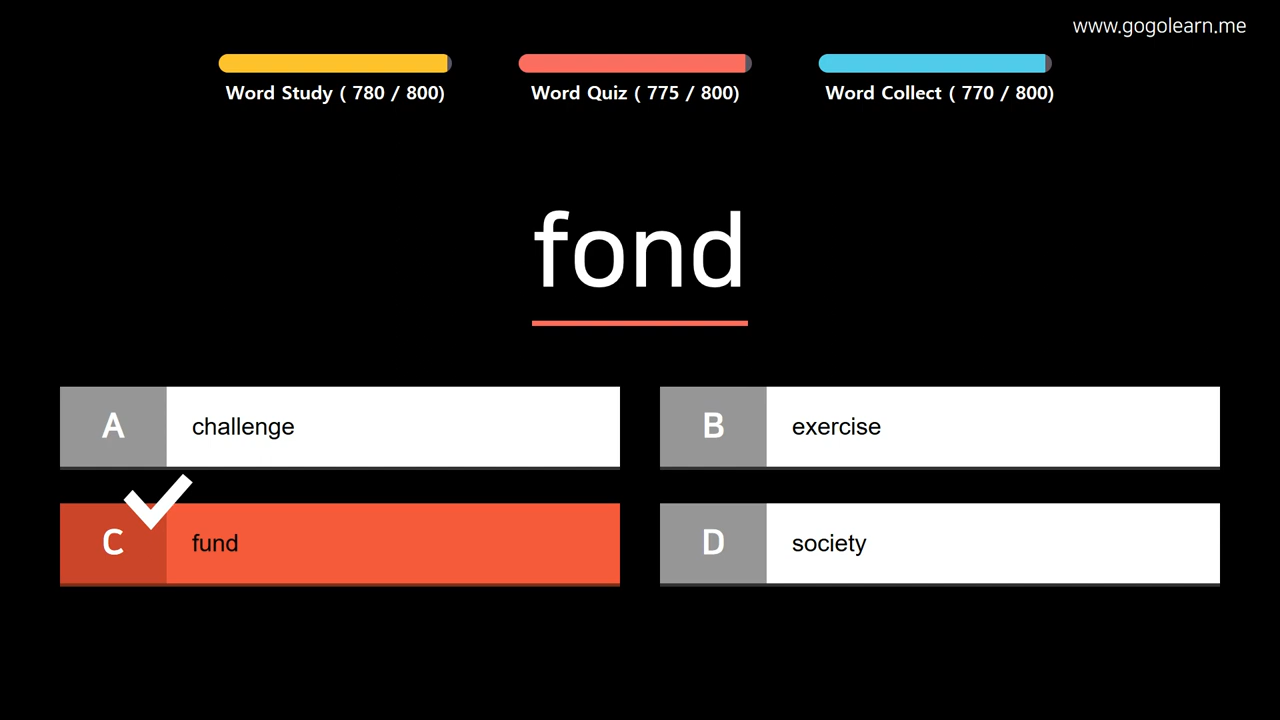 www.gogolearn.me
Word Study ( 780 / 800)
Word Quiz ( 775 / 800)
Word Collect ( 770 / 800)
fond
A challenge
B exercise
C fund
D society